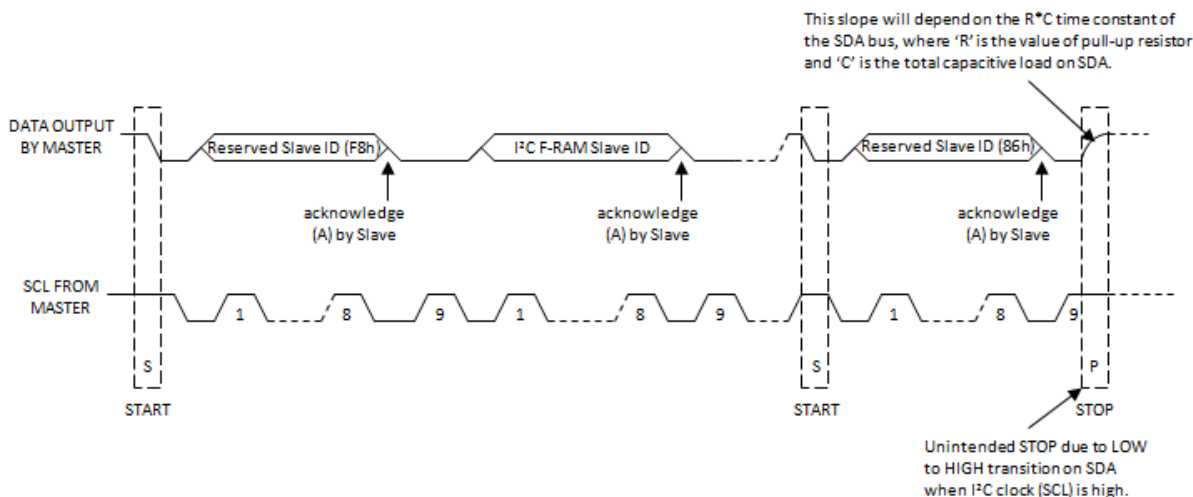 This slope will depend on the R*C time constant of
the SDA bus, where ‘R’ is the value of pull-up resistor
and ‘C’ is the total capacitive load on SDA.
DATA OUTPUT
BY MASTER
Reserved Slave ID (F8h)
I²C F-RAM Slave ID
Reserved Slave ID (86h)
acknowledge
(A) by Slave
acknowledge
(A) by Slave
acknowledge
(A) by Slave
SCL FROM
MASTER
1
8
9
1
8
9
1
8
9
S
S
P
START
START
STOP
Unintended STOP due to LOW
to HIGH transition on SDA
when I²C clock (SCL) is high.